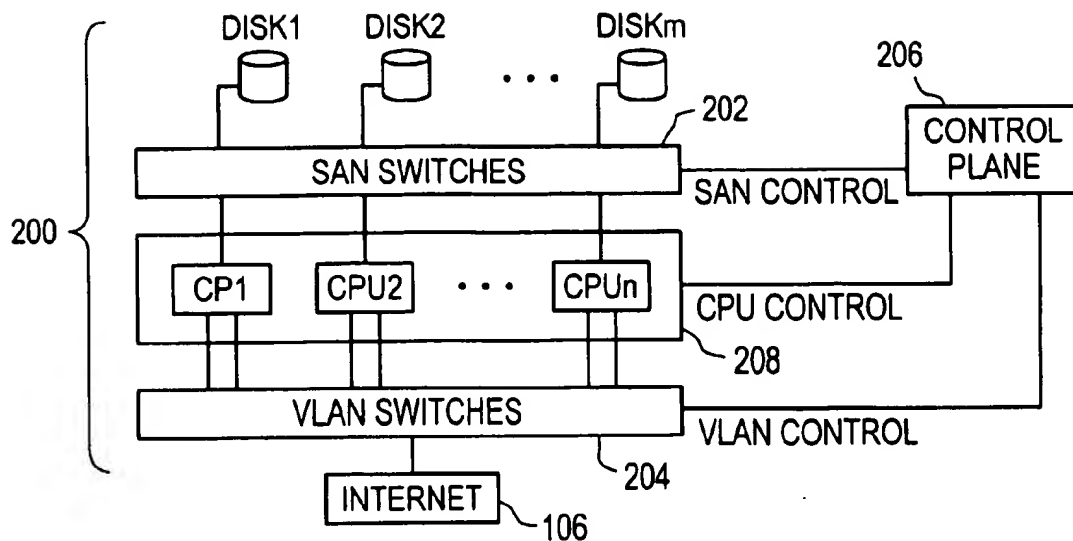 DISK1 DISK2 DISKm
206
202
CONTROL
PLANE
SAN SWITCHES
SAN CONTROL
200
CP1 CPU2 CPUn
CPU CONTROL
208
VLAN SWITCHES
VLAN CONTROL
204
INTERNET
106